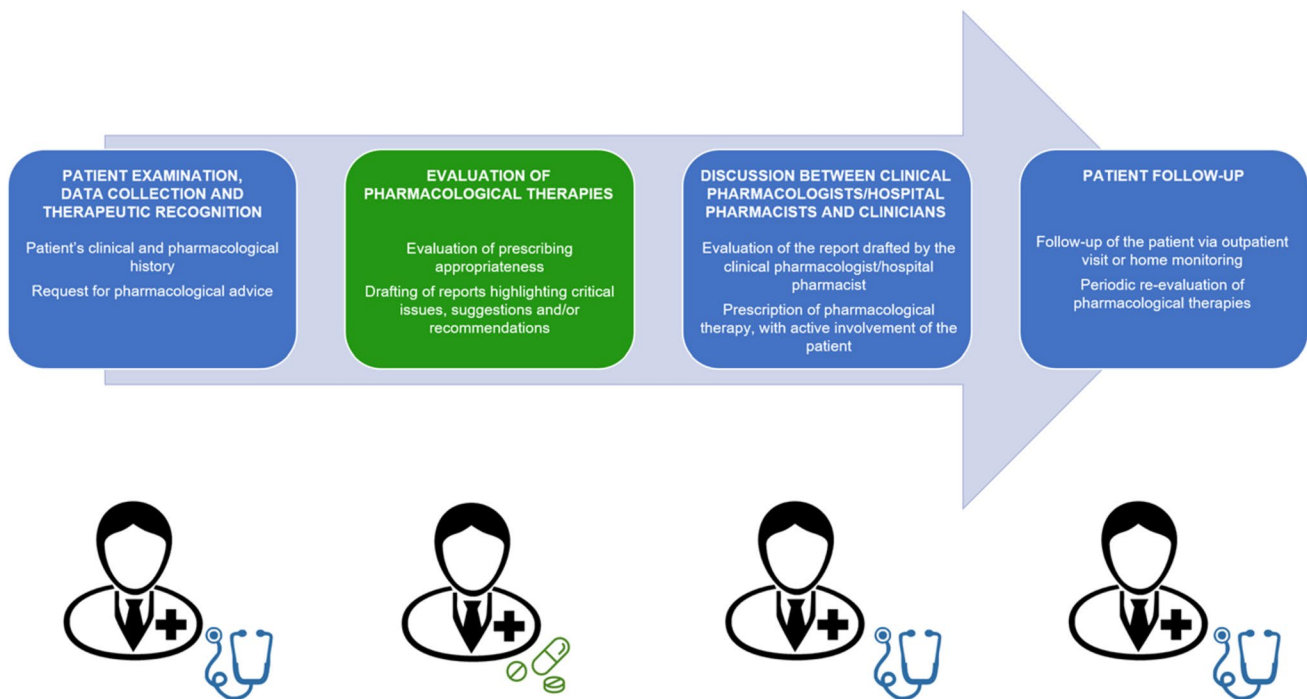 PATIENT EXAMINATION,
DATA COLLECTION AND
THERAPEUTIC RECOGNITION
Patient's clinical and pharmacological
history
Request for pharmacological advice
EVALUATION OF
PHARMACOLOGICAL THERAPIES
Evaluation of prescribing
appropriateness
Drafting of reports highlighting critical
issues, suggestions and/or
recommendations
DISCUSSION BETWEEN CLINICAL
PHARMACOLOGISTS/HOSPITAL
PHARMACISTS AND CLINICIANS
Evaluation of the report drafted by the
clinical pharmacologist/hospital
pharmacist
Prescription of pharmacological
therapy, with active involvement of the
patient
PATIENT FOLLOW-UP
Follow-up of the patient via outpatient
visit or home monitoring
Periodic re-evaluation of
pharmacological therapies